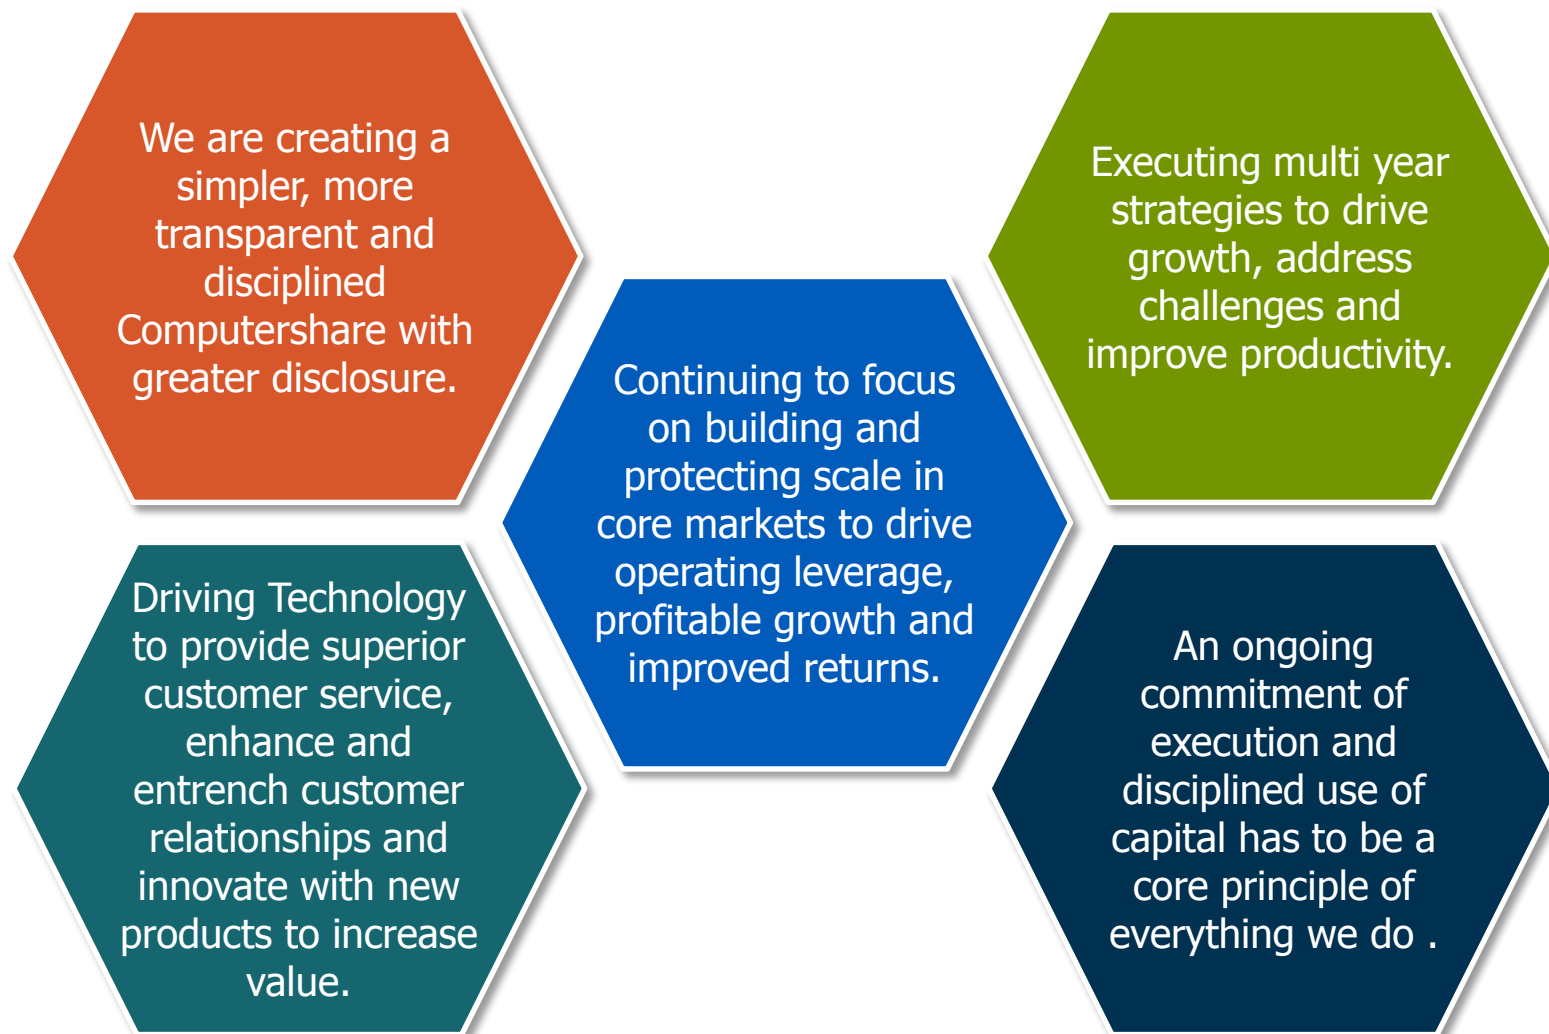 We are creating a
simpler, more
transparent and
disciplined
Computershare with
greater disclosure.
Executing multi year
strategies to drive
growth, address
challenges and
improve productivity.
Continuing to focus
on building and
protecting scale in
core markets to drive
operating leverage,
profitable growth and
improved returns.
Driving Technology
to provide superior
customer service,
enhance and
entrench customer
relationships and
innovate with new
products to increase
value.
An ongoing
commitment of
execution and
disciplined use of
capital has to be a
core principle of
everything we do .